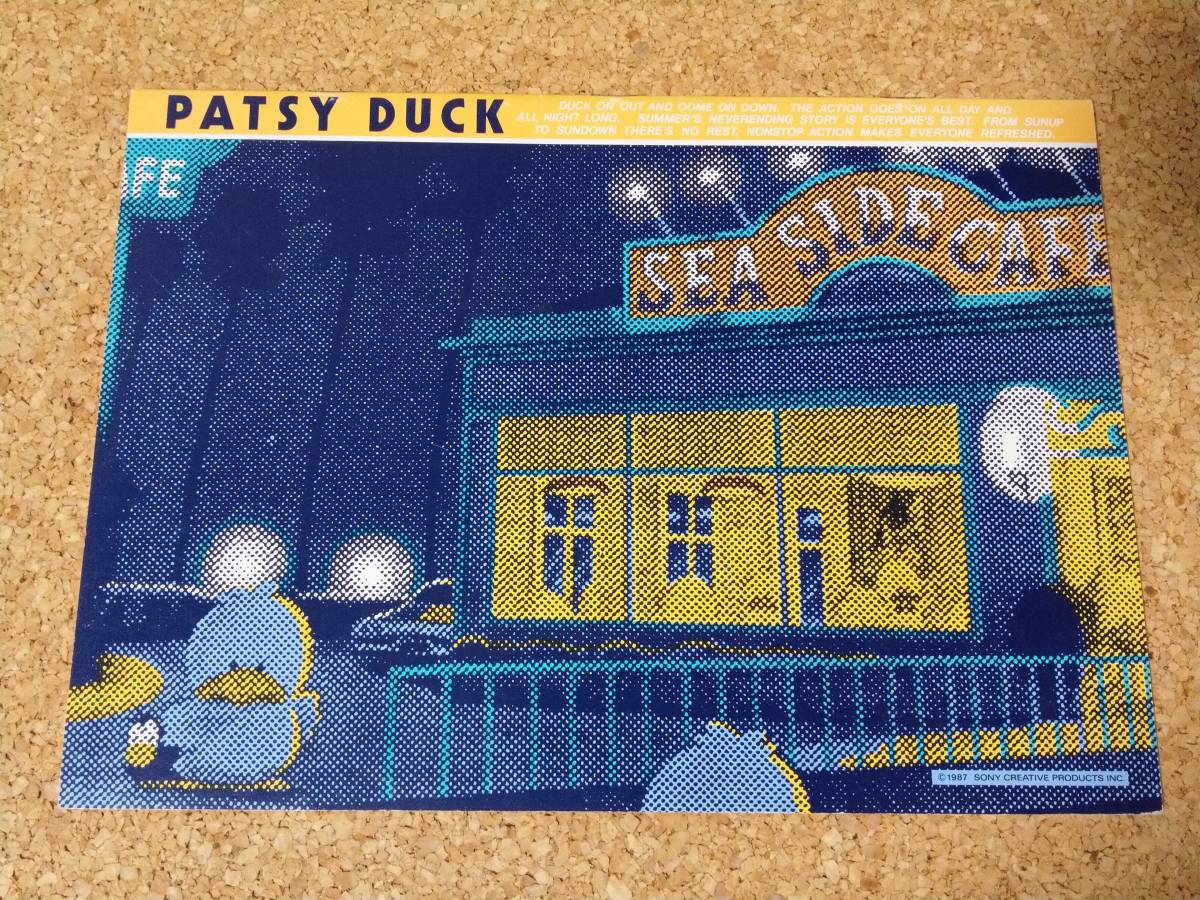 PATSY DUCK
DUCK ON OUT AND COME ON DOWN. THE ACTION GOES ON ALL DAY AND
ALL NIGHT LONG. SUMMER'S NEVERENDING STORY IS EVERYONE'S BEST. FROM SUNUP
TO SUNDOWN THERE'S NO REST. NONSTOP ACTION MAKES EVERYONE REFRESHED.
FE
SEA SIDE CAFE
©1987 SONY CREATIVE PRODUCTS INC.